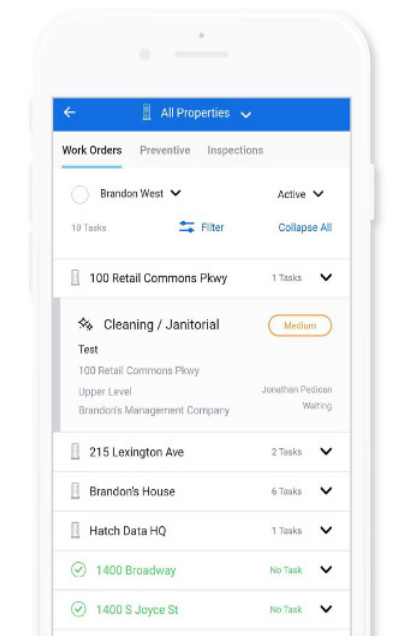 All Properties
Work Orders Preventive Inspections
Brandon West Active
10 Tasks Filter Collapse All
100 Retail Commons Pkwy 1 Tasks
Cleaning / Janitorial Medium
Test
100 Retail Commons Pkwy
Upper Level Jonathan Pedican
Brandon's Management Company Waiting
215 Lexington Ave 2 Tasks
Brandon's House 6 Tasks
Hatch Data HQ 1 Tasks
1400 Broadway No Task
1400 S Joyce St No Task